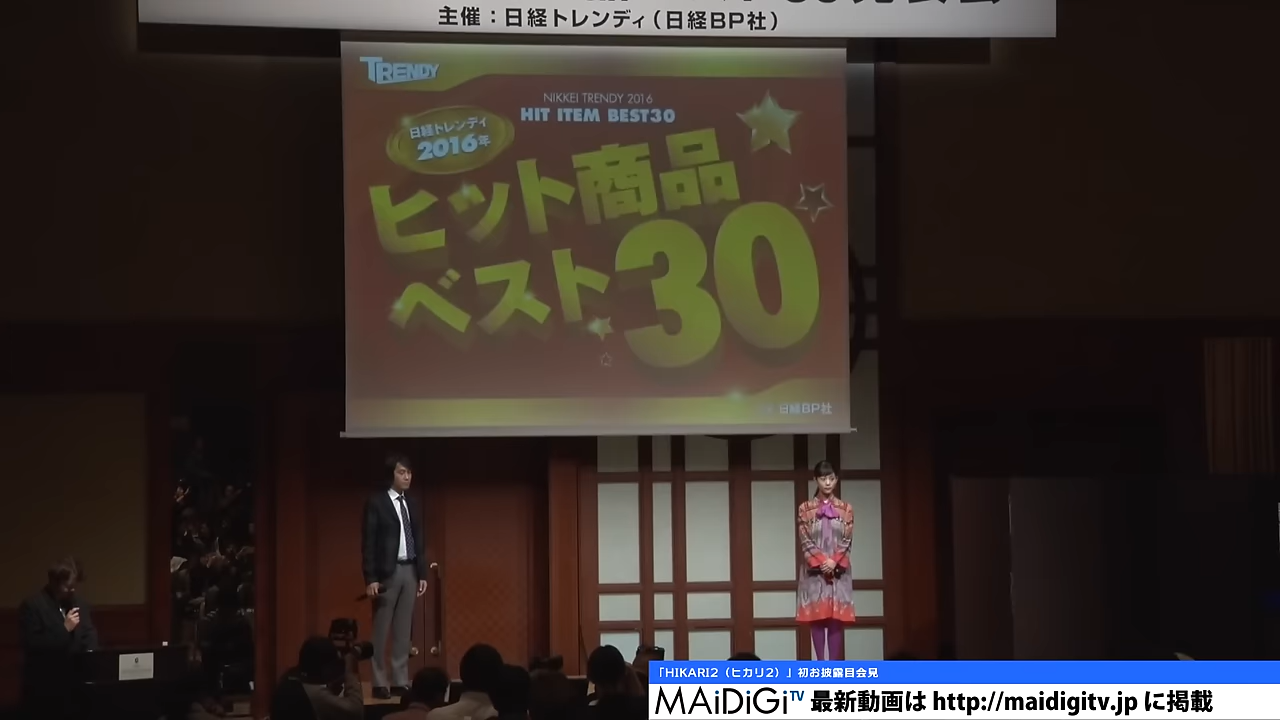 主催：日経トレンディ（日経BP社）
TRENDY
NIKKEI TRENDY 2016
HIT ITEM BEST30
日経トレンディ
2016年
ヒット商品
ベスト30
日経BP社
「HIKARI2（ヒカリ2）」初お披露目会見
MAiDiGiTV 最新動画は http://maidigitv.jp に掲載